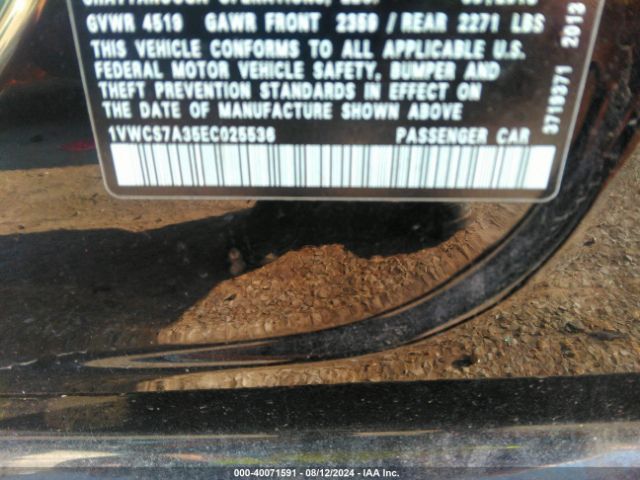 GVWR 4519 GAWR FRONT 2359 / REAR 2271 LBS
THIS VEHICLE CONFORMS TO ALL APPLICABLE U.S.
FEDERAL MOTOR VEHICLE SAFETY, BUMPER AND
THEFT PREVENTION STANDARDS IN EFFECT ON
THE DATE OF MANUFACTURE SHOWN ABOVE
1VWCS7A35EC025536 PASSENGER CAR
37119371 2013
000-40071591 - 08/12/2024 - IAA Inc.